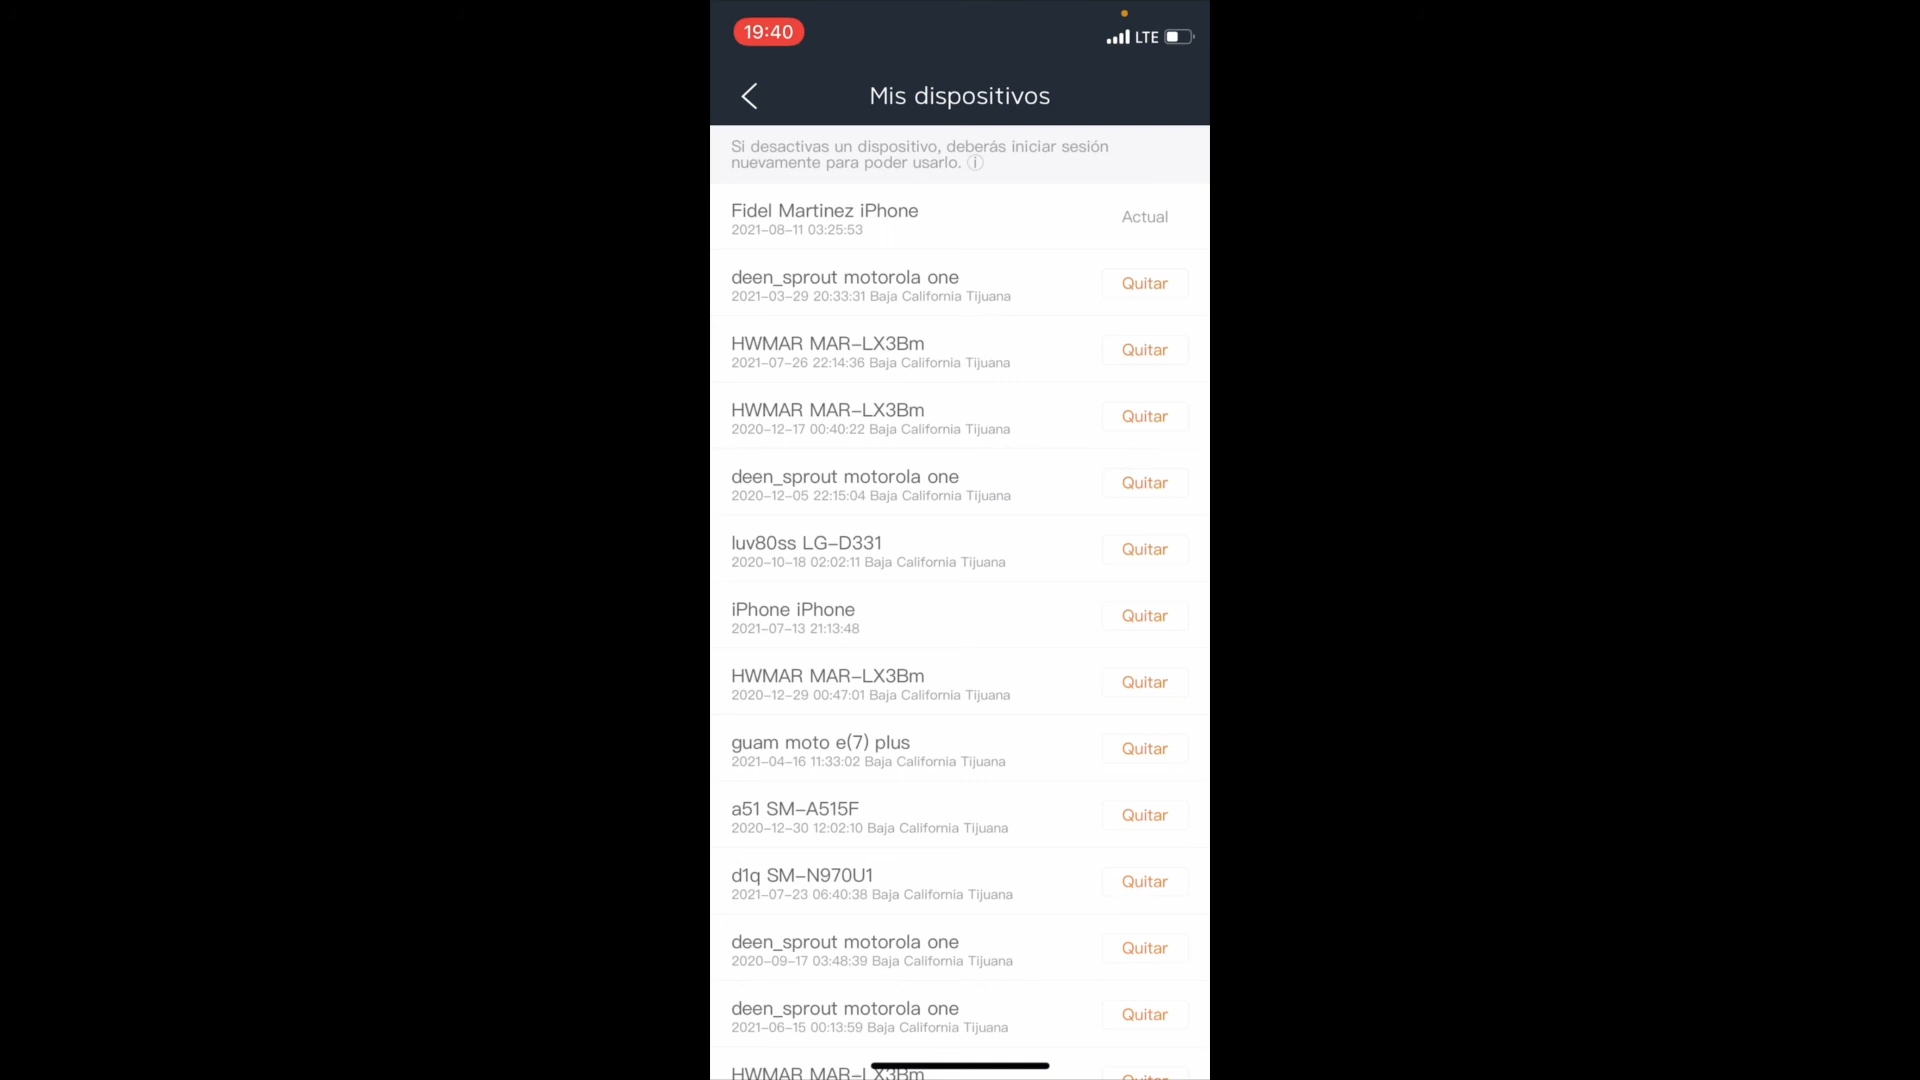 19:40
LTE
Mis dispositivos
Si desactivas un dispositivo, deberás iniciar sesión
nuevamente para poder usarlo. ⓘ
Fidel Martinez iPhone
2021-08-11 03:25:53
Actual
deen_sprout motorola one
2021-03-29 20:33:31 Baja California Tijuana
Quitar
HWMAR MAR-LX3Bm
2021-07-26 22:14:36 Baja California Tijuana
Quitar
HWMAR MAR-LX3Bm
2020-12-17 00:40:22 Baja California Tijuana
Quitar
deen_sprout motorola one
2020-12-05 22:15:04 Baja California Tijuana
Quitar
luv80ss LG-D331
2020-10-18 02:02:11 Baja California Tijuana
Quitar
iPhone iPhone
2021-07-13 21:13:48
Quitar
HWMAR MAR-LX3Bm
2020-12-29 00:47:01 Baja California Tijuana
Quitar
guam moto e(7) plus
2021-04-16 11:33:02 Baja California Tijuana
Quitar
a51 SM-A515F
2020-12-30 12:02:10 Baja California Tijuana
Quitar
d1q SM-N970U1
2021-07-23 06:40:38 Baja California Tijuana
Quitar
deen_sprout motorola one
2020-09-17 03:48:39 Baja California Tijuana
Quitar
deen_sprout motorola one
2021-06-15 00:13:59 Baja California Tijuana
Quitar
HWMAR MAR-LX3Bm
Quitar